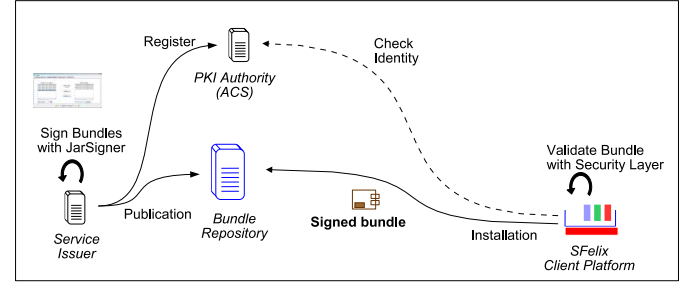 Register
PKI Authority
(ACS)
Check
Identity
Sign Bundles
with JarSigner
Validate Bundle
with Security Layer
Publication
Bundle
Repository
Signed bundle
Installation
Service
Issuer
SFelix
Client Platform